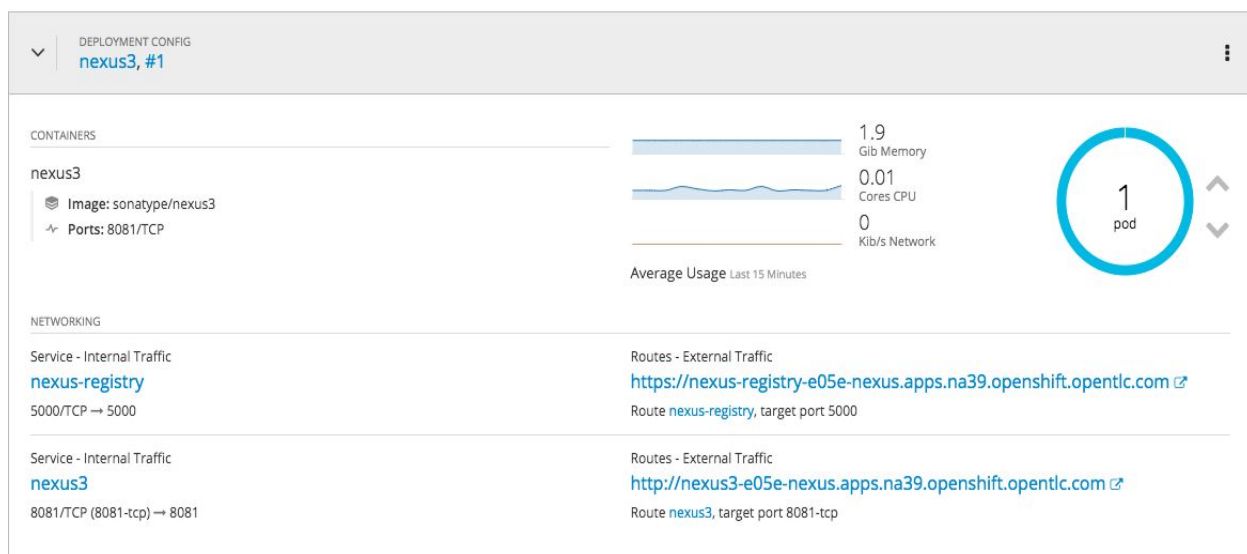 DEPLOYMENT CONFIG
nexus3, #1
CONTAINERS
nexus3
Image: sonatype/nexus3
Ports: 8081/TCP
1.9
Gib Memory
0.01
Cores CPU
0
Kib/s Network
Average Usage Last 15 Minutes
1
pod
NETWORKING
Service - Internal Traffic
nexus-registry
5000/TCP → 5000
Routes - External Traffic
https://nexus-registry-e05e-nexus.apps.na39.openshift.opentlc.com
Route nexus-registry, target port 5000
Service - Internal Traffic
nexus3
8081/TCP (8081-tcp) → 8081
Routes - External Traffic
http://nexus3-e05e-nexus.apps.na39.openshift.opentlc.com
Route nexus3, target port 8081-tcp